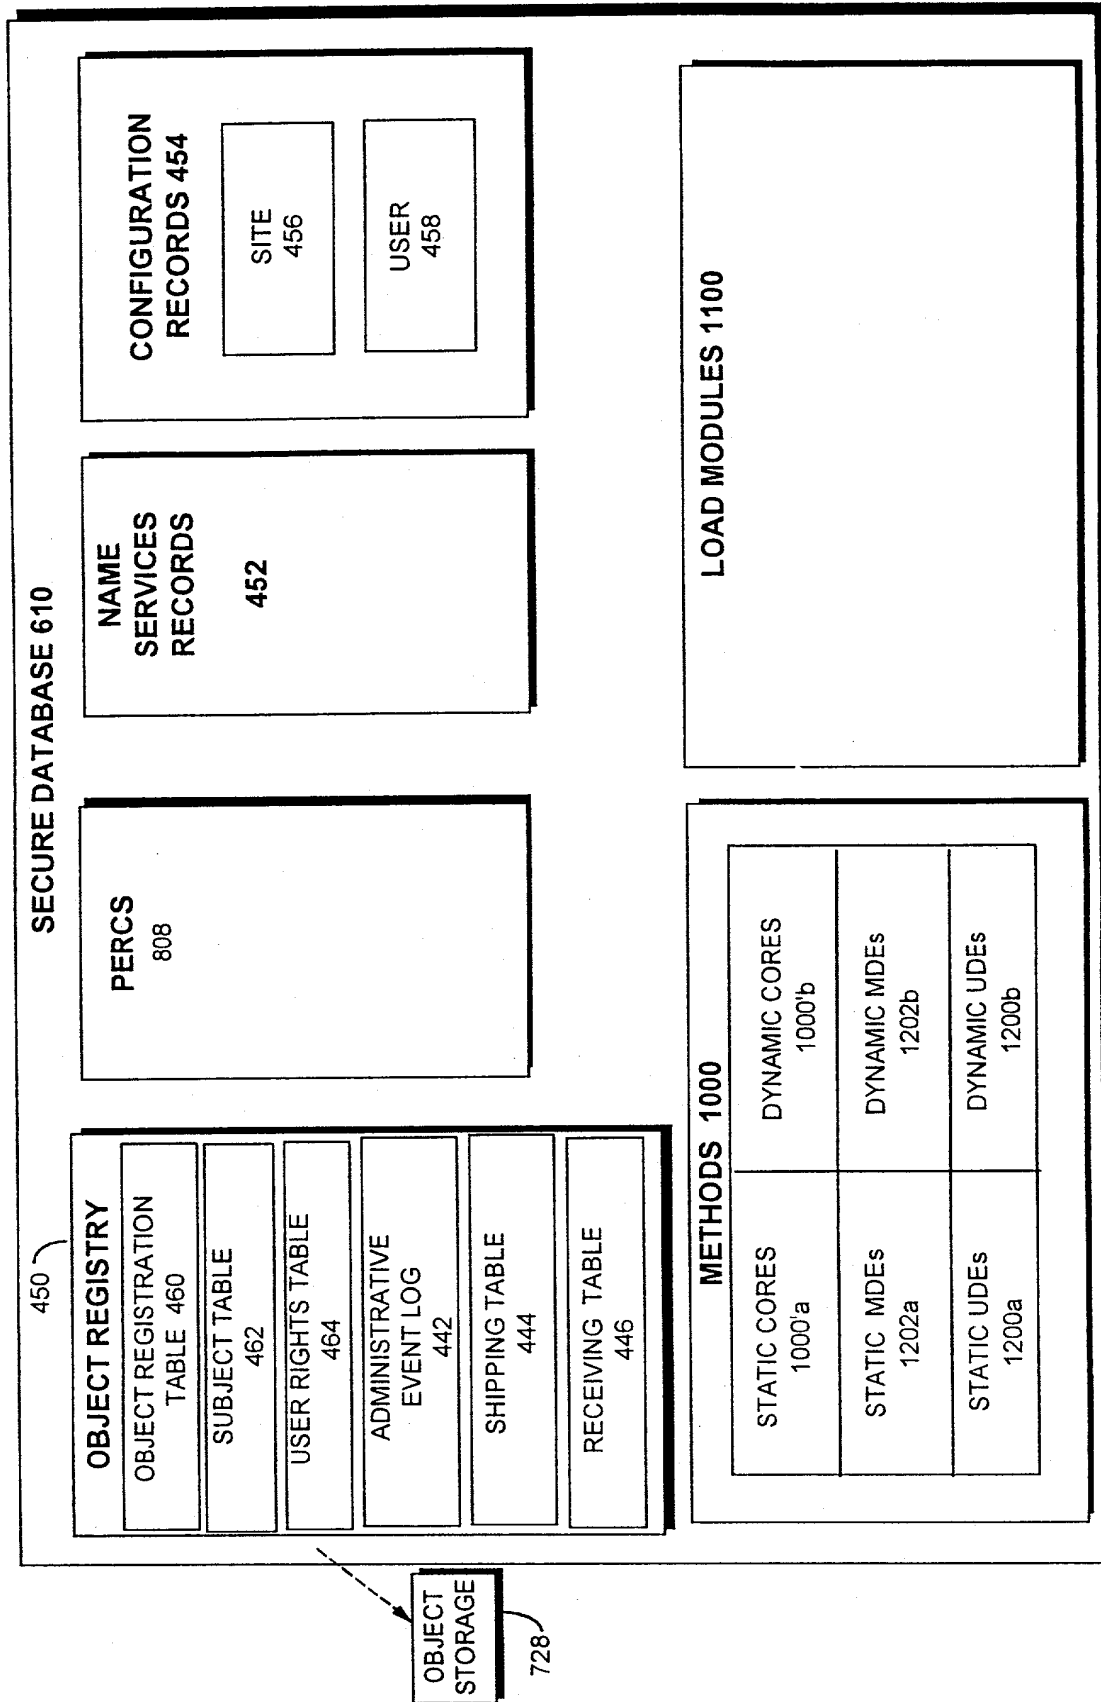 SECURE DATABASE 610
450
OBJECT REGISTRY
OBJECT REGISTRATION
TABLE 460
SUBJECT TABLE
462
USER RIGHTS TABLE
464
ADMINISTRATIVE
EVENT LOG
442
SHIPPING TABLE
444
RECEIVING TABLE
446
OBJECT
STORAGE
728
PERCS
808
NAME
SERVICES
RECORDS
452
CONFIGURATION
RECORDS 454
SITE
456
USER
458
METHODS 1000
STATIC CORES
1000'a
DYNAMIC CORES
1000'b
STATIC MDEs
1202a
DYNAMIC MDEs
1202b
STATIC UDEs
1200a
DYNAMIC UDEs
1200b
LOAD MODULES 1100